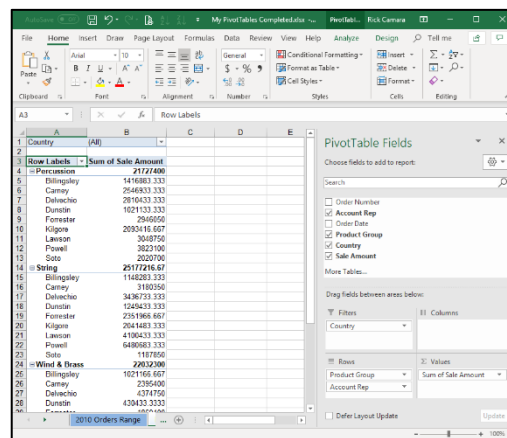 AutoSave Off My PivotTables Completed.xlsx -... PivotTabl... Rick Camara
File Home Insert Draw Page Layout Formulas Data Review View Help Analyze Design Tell me
Paste
Arial 10
B I U
General
$ % 9
Conditional Formatting
Format as Table
Cell Styles
Insert
Delete
Format
Clipboard Font Alignment Number Styles Cells Editing
A3 fx Row Labels
A B C D E
1 Country (All)
2
3 Row Labels Sum of Sale Amount
4 Percussion 21727400
5 Billingsley 1416883.333
6 Carney 2546933.333
7 Delvechio 2810433.333
8 Dunstin 1021133.333
9 Forrester 2946850
10 Kilgore 2093416.667
11 Lawson 3048750
12 Powell 3823100
13 Soto 2020700
14 String 25177216.67
15 Billingsley 1148283.333
16 Carney 3180350
17 Delvechio 3436733.333
18 Dunstin 1249433.333
19 Forrester 2351966.667
20 Kilgore 2041483.333
21 Lawson 4100433.333
22 Powell 6480683.333
23 Soto 1187850
24 Wind & Brass 22032300
25 Billingsley 1021166.667
26 Carney 2395400
27 Delvechio 4374750
28 Dunstin 430433.3333
2010 Orders Range ...
PivotTable Fields
Choose fields to add to report:
Search
Order Number
Account Rep
Order Date
Product Group
Country
Sale Amount
More Tables...
Drag fields between areas below:
Filters
Columns
Country
Rows
Σ Values
Product Group
Sum of Sale Amount
Account Rep
Defer Layout Update Update
100%